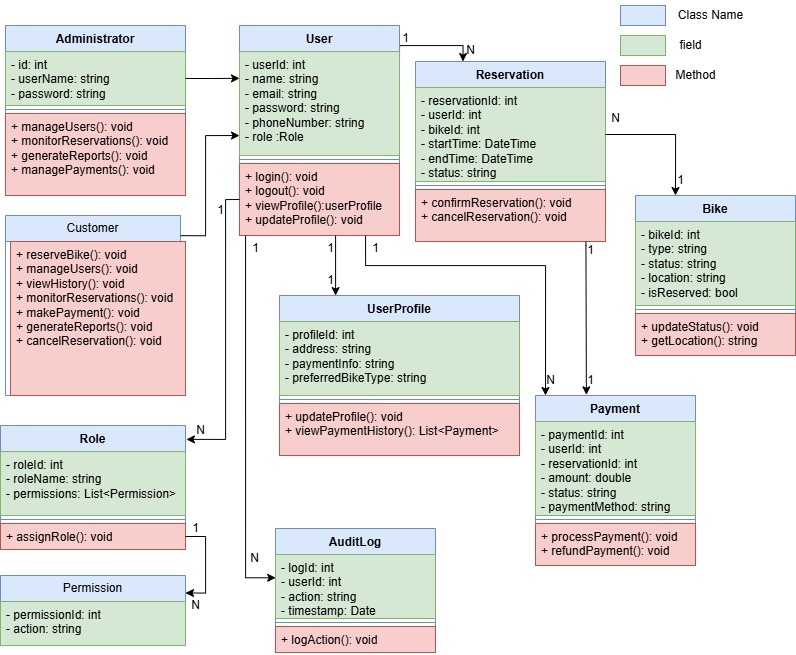 Class Name
field
Method
Administrator
- id: int
- userName: string
- password: string
+ manageUsers(): void
+ monitorReservations(): void
+ generateReports(): void
+ managePayments(): void
User
- userId: int
- name: string
- email: string
- password: string
- phoneNumber: string
- role :Role
+ login(): void
+ logout(): void
+ viewProfile():userProfile
+ updateProfile(): void
1
N
Reservation
- reservationId: int
- userId: int
- bikeId: int
- startTime: DateTime
- endTime: DateTime
- status: string
+ confirmReservation(): void
+ cancelReservation(): void
N
1
Bike
- bikeId: int
- type: string
- status: string
- location: string
- isReserved: bool
+ updateStatus(): void
+ getLocation(): string
Customer
+ reserveBike(): void
+ manageUsers(): void
+ viewHistory(): void
+ monitorReservations(): void
+ makePayment(): void
+ generateReports(): void
+ cancelReservation(): void
1
1
1
1
1
1
UserProfile
- profileId: int
- address: string
- paymentInfo: string
- preferredBikeType: string
+ updateProfile(): void
+ viewPaymentHistory(): List<Payment>
N
1
Payment
- paymentId: int
- userId: int
- reservationId: int
- amount: double
- status: string
- paymentMethod: string
+ processPayment(): void
+ refundPayment(): void
N
Role
- roleId: int
- roleName: string
- permissions: List<Permission>
+ assignRole(): void
1
N
Permission
- permissionId: int
- action: string
N
AuditLog
- logId: int
- userId: int
- action: string
- timestamp: Date
+ logAction(): void